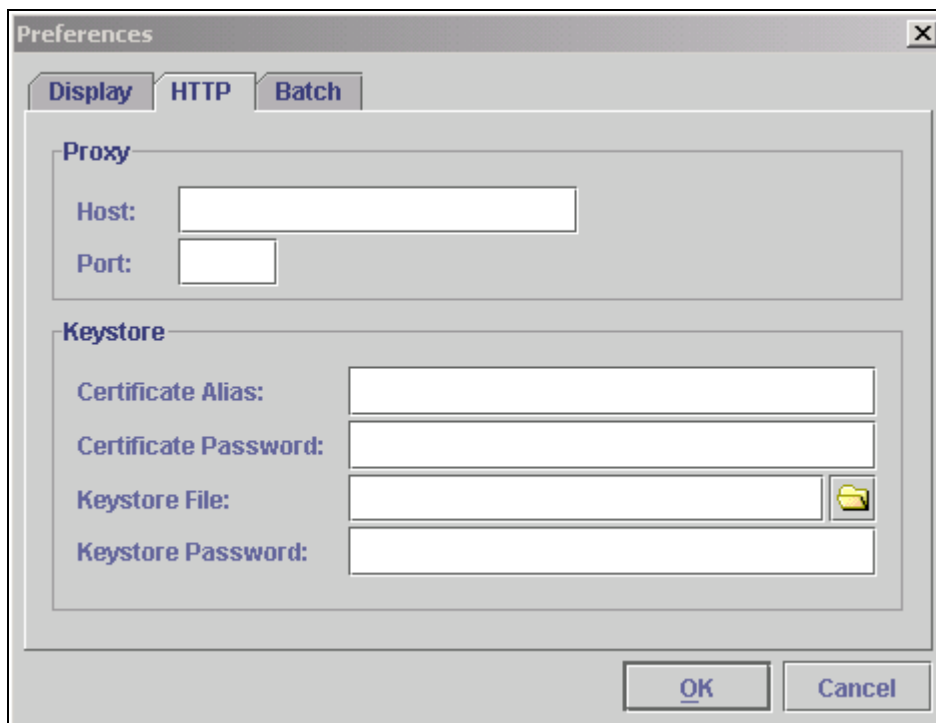 Preferences
Display HTTP Batch
Proxy
Host:
Port:
Keystore
Certificate Alias:
Certificate Password:
Keystore File:
Keystore Password:
OK Cancel